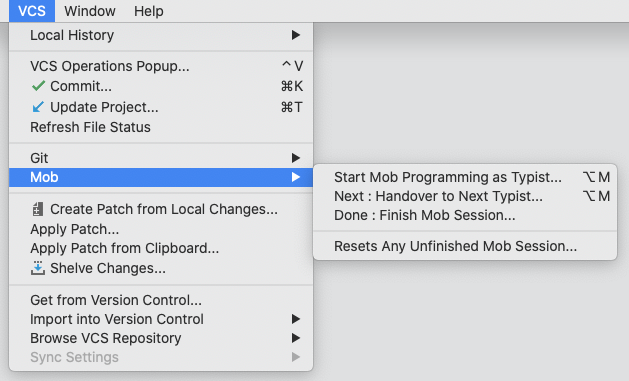 VCS Window Help
Local History
VCS Operations Popup... ^V
Commit... ⌘K
Update Project... ⌘T
Refresh File Status
Git
Mob
Start Mob Programming as Typist... ⌥M
Next : Handover to Next Typist... ⌥M
Done : Finish Mob Session...
Resets Any Unfinished Mob Session...
Create Patch from Local Changes...
Apply Patch...
Apply Patch from Clipboard...
Shelve Changes...
Get from Version Control...
Import into Version Control
Browse VCS Repository
Sync Settings